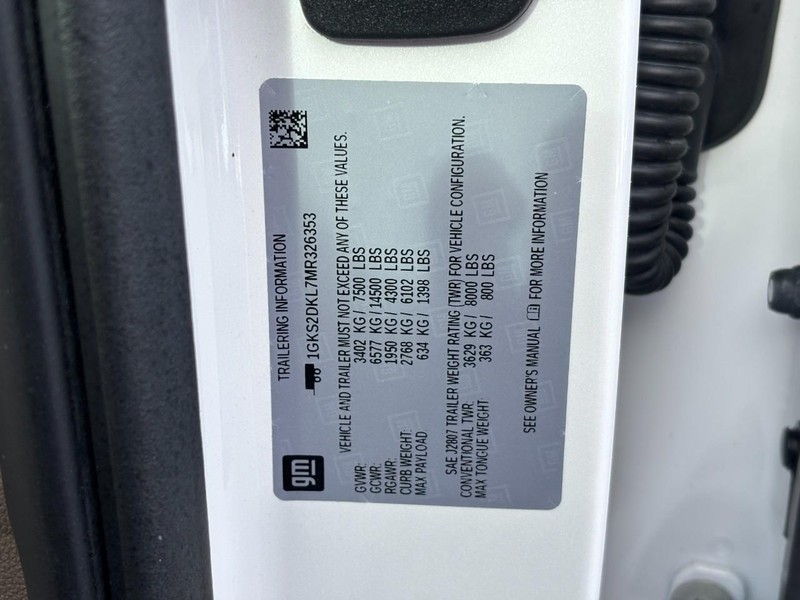 TRAILERING INFORMATION
1GKS2DKL7MR326353
gm
VEHICLE AND TRAILER MUST NOT EXCEED ANY OF THESE VALUES.
GVWR: 3402 KG / 7500 LBS
GCWR: 6577 KG / 14500 LBS
RGAWR: 1950 KG / 4300 LBS
CURB WEIGHT: 2768 KG / 6102 LBS
MAX PAYLOAD: 634 KG / 1398 LBS
SAE J2807 TRAILER WEIGHT RATING (TWR) FOR VEHICLE CONFIGURATION.
CONVENTIONAL TWR: 3629 KG / 8000 LBS
MAX TONGUE WEIGHT: 363 KG / 800 LBS
SEE OWNER'S MANUAL FOR MORE INFORMATION